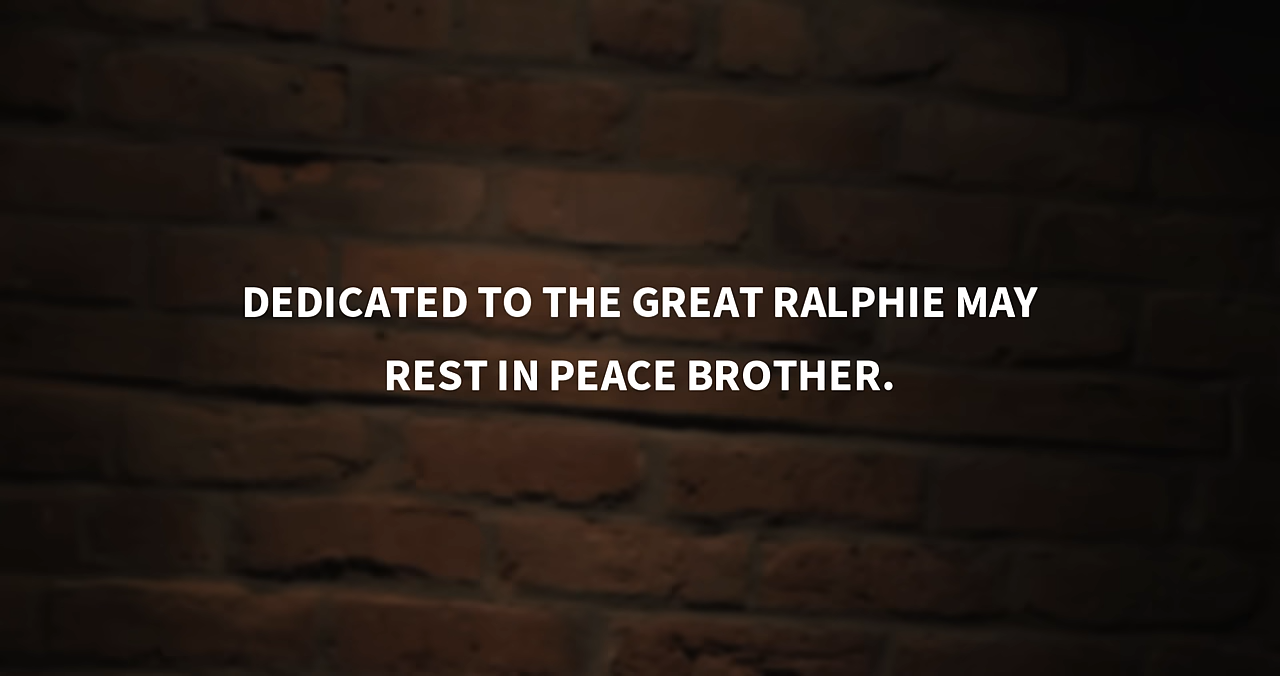 DEDICATED TO THE GREAT RALPHIE MAY
REST IN PEACE BROTHER.